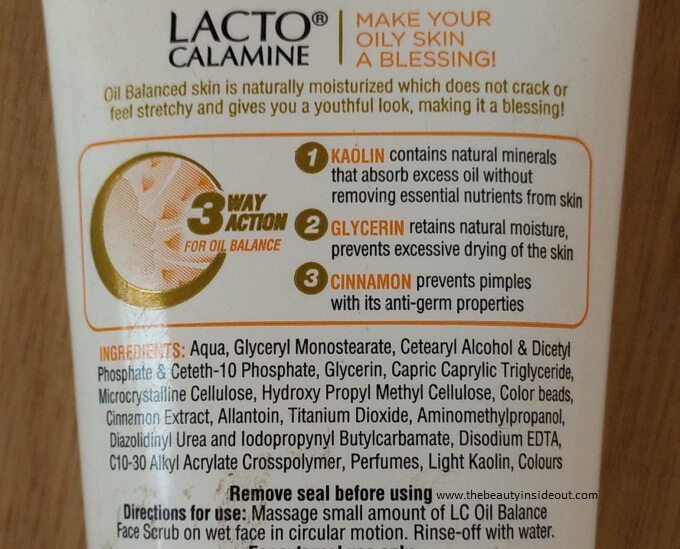 LACTO®
CALAMINE
MAKE YOUR
OILY SKIN
A BLESSING!
Oil Balanced skin is naturally moisturized which does not crack or
feel stretchy and gives you a youthful look, making it a blessing!
3 WAY
ACTION
FOR OIL BALANCE
1 KAOLIN contains natural minerals
that absorb excess oil without
removing essential nutrients from skin
2 GLYCERIN retains natural moisture,
prevents excessive drying of the skin
3 CINNAMON prevents pimples
with its anti-germ properties
INGREDIENTS: Aqua, Glyceryl Monostearate, Cetearyl Alcohol & Dicetyl
Phosphate & Ceteth-10 Phosphate, Glycerin, Capric Caprylic Triglyceride,
Microcrystalline Cellulose, Hydroxy Propyl Methyl Cellulose, Color beads,
Cinnamon Extract, Allantoin, Titanium Dioxide, Aminomethylpropanol,
Diazolidinyl Urea and Iodopropynyl Butylcarbamate, Disodium EDTA,
C10-30 Alkyl Acrylate Crosspolymer, Perfumes, Light Kaolin, Colours
Remove seal before using
www.thebeautyinsideout.com
Directions for use: Massage small amount of LC Oil Balance
Face Scrub on wet face in circular motion. Rinse-off with water.